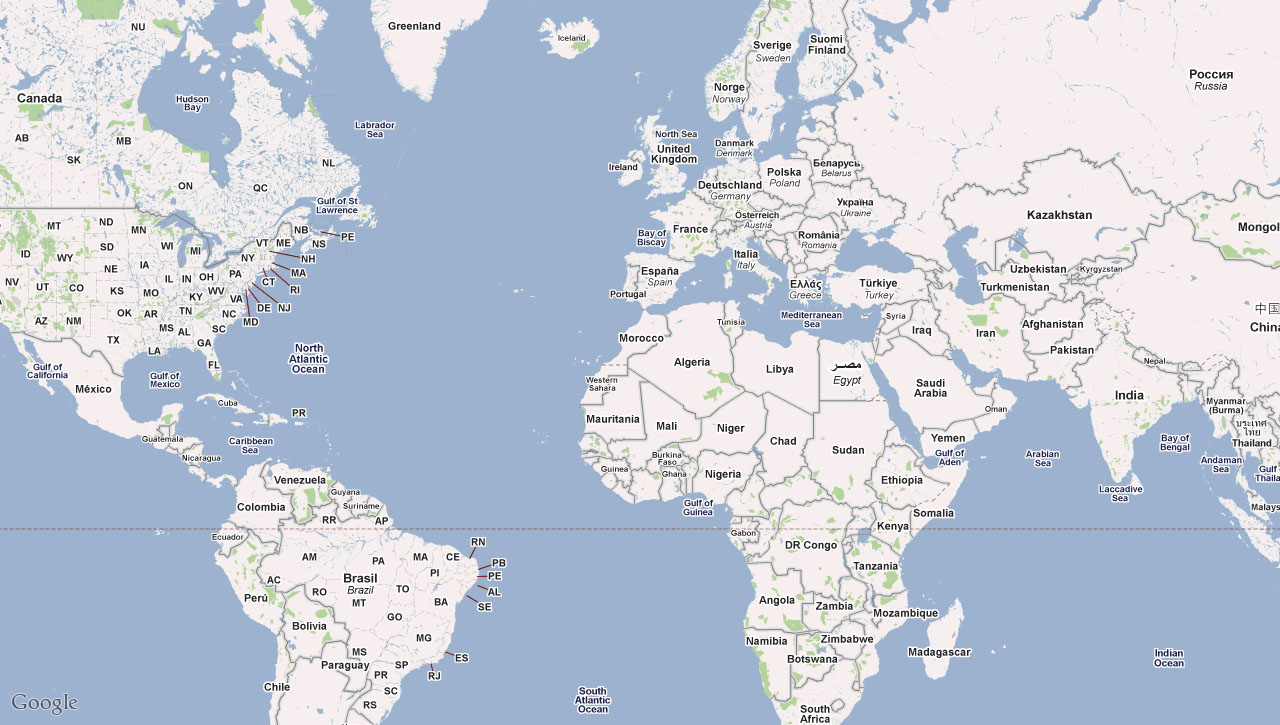 Greenland
NU
Iceland
Sverige
Sweden
Suomi
Finland
Norge
Norway
Россия
Russia
Canada
Hudson
Bay
Labrador
Sea
AB
MB
SK
ON
QC
NL
North Sea
United
Kingdom
Ireland
Danmark
Denmark
Polska
Poland
Беларусь
Belarus
Deutschland
Germany
Україна
Ukraine
Kazakhstan
Mongol
Gulf of St
Lawrence
MT
ND
MN
NB
PE
ID
WY
SD
WI
MI
VT
ME
NS
NH
NY
MA
Bay of
Biscay
France
Österreich
Austria
România
Romania
Italia
Italy
España
Spain
Portugal
Ελλάς
Greece
Türkiye
Turkey
Uzbekistan
Kyrgyzstan
Turkmenistan
NV
UT
CO
NE
IA
IL
IN
OH
PA
CT
RI
KS
MO
KY
WV
VA
DE
NJ
MD
AZ
NM
OK
AR
TN
NC
SC
TX
MS
AL
GA
LA
FL
Mediterranean
Sea
Syria
Iraq
Iran
Afghanistan
Pakistan
中国
China
Nepal
North
Atlantic
Ocean
Morocco
Tunisia
Algeria
Libya
مصر
Egypt
Saudi
Arabia
Oman
India
Gulf of
California
México
Gulf of
Mexico
Cuba
PR
Western
Sahara
Mauritania
Mali
Niger
Chad
Sudan
Yemen
Gulf of
Aden
Arabian
Sea
Bay of
Bengal
Myanmar
(Burma)
ประเทศ
ไทย
Thailand
Andaman
Sea
Gulf
Thaila
Guatemala
Nicaragua
Caribbean
Sea
Guinea
Burkina
Faso
Ghana
Nigeria
Ethiopia
Laccadive
Sea
Malays
Venezuela
Guyana
Suriname
Colombia
RR
AP
Ecuador
Gulf of
Guinea
Gabon
DR Congo
Kenya
Somalia
Tanzania
RN
AM
PA
MA
CE
PB
PI
PE
AC
Brasil
Brazil
RO
TO
AL
Perú
MT
BA
SE
GO
Bolivia
MG
ES
MS
Paraguay
SP
RJ
PR
Chile
SC
RS
Angola
Zambia
Mozambique
Namibia
Zimbabwe
Botswana
Madagascar
South
Africa
South
Atlantic
Ocean
Indian
Ocean
Google